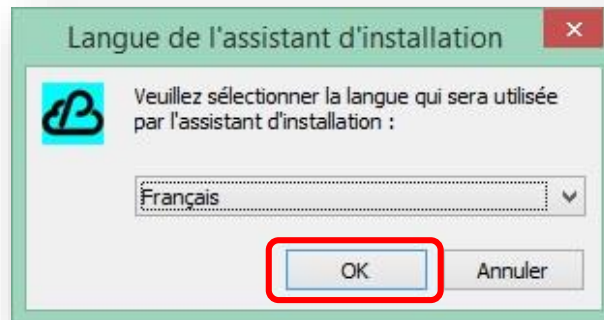 Langue de l'assistant d'installation
Veuillez sélectionner la langue qui sera utilisée
par l'assistant d'installation :
Français
OK
Annuler